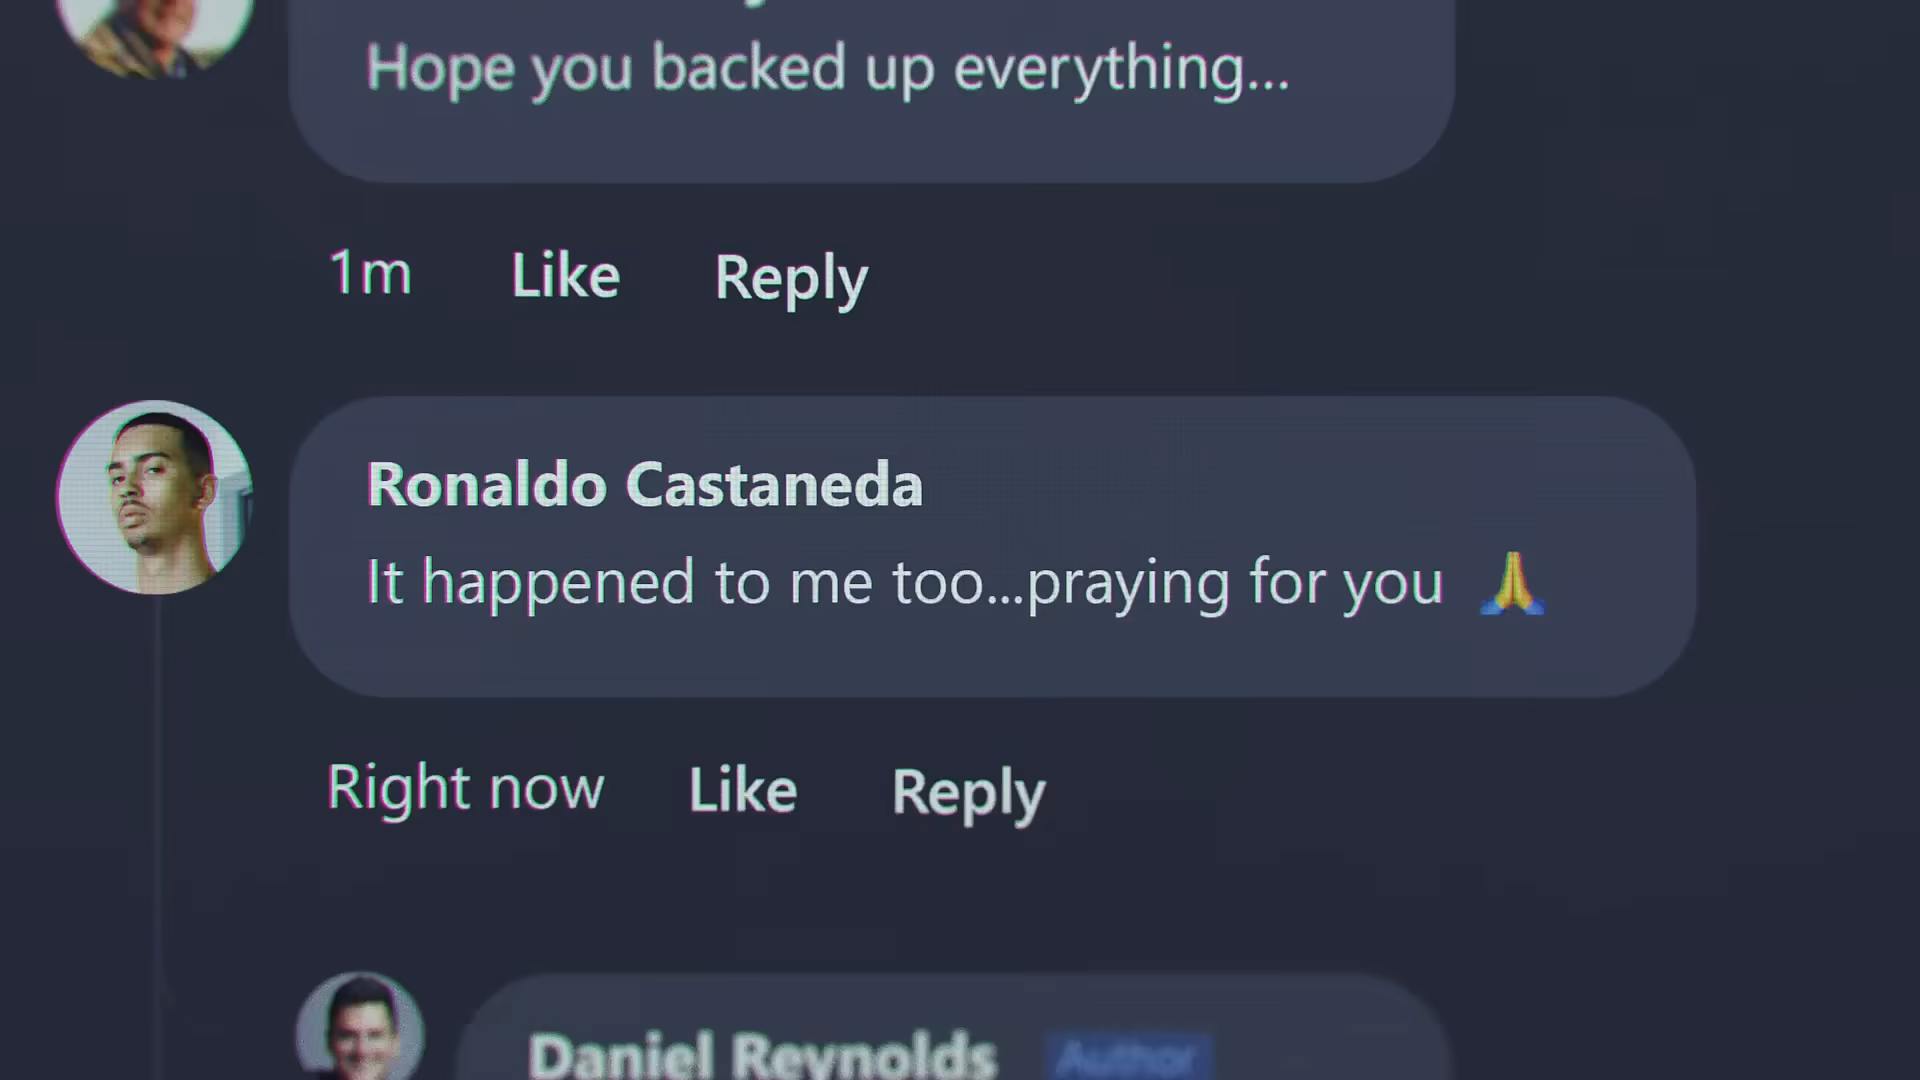 Hope you backed up everything...
1m Like Reply
Ronaldo Castaneda
It happened to me too...praying for you 🙏
Right now Like Reply
Daniel Reynolds Author